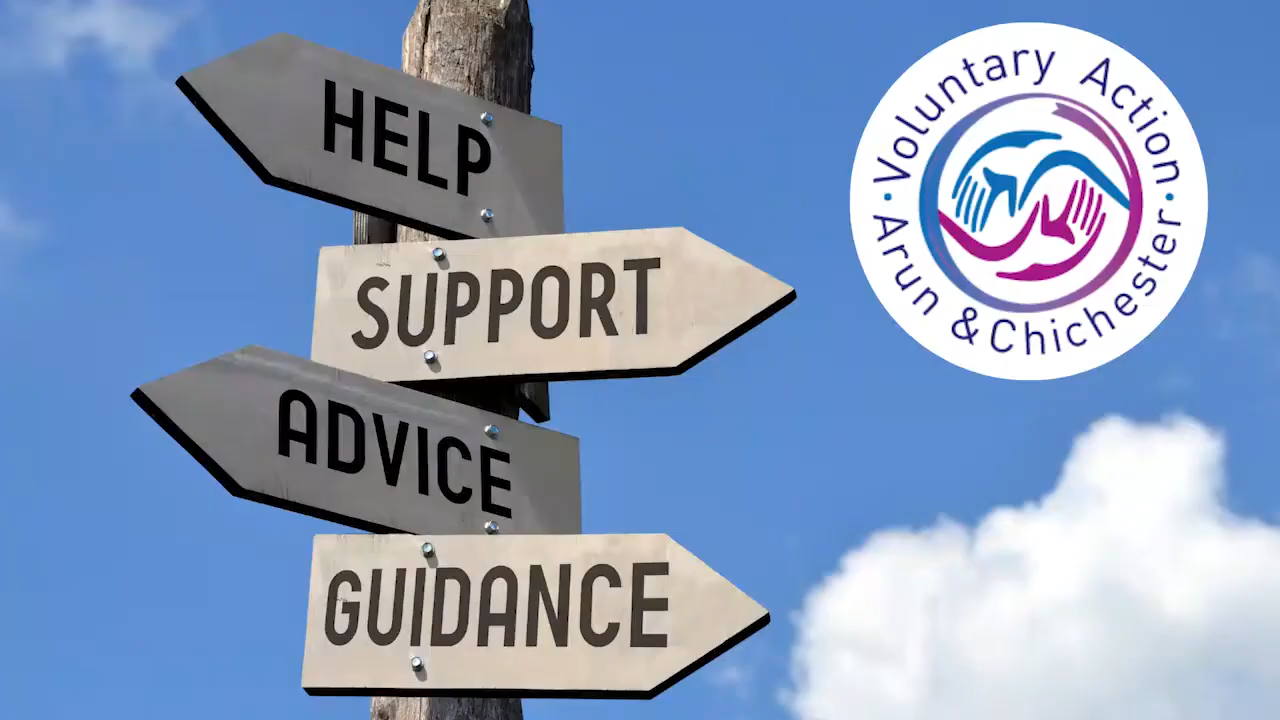 HELP
SUPPORT
ADVICE
GUIDANCE
Voluntary Action
Arun & Chichester